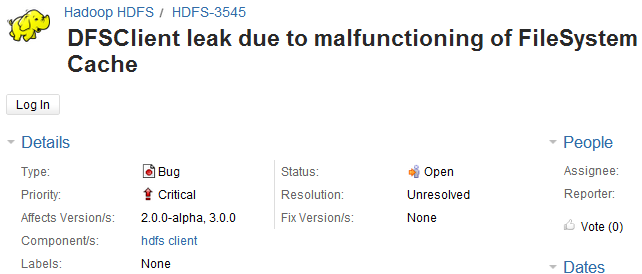 Hadoop HDFS / HDFS-3545
DFSClient leak due to malfunctioning of FileSystem
Cache
Log In
Details
People
Type: Bug Status: Open Assignee:
Priority: Critical Resolution: Unresolved Reporter:
Affects Version/s: 2.0.0-alpha, 3.0.0 Fix Version/s: None
Vote (0)
Component/s: hdfs client
Labels: None
Dates